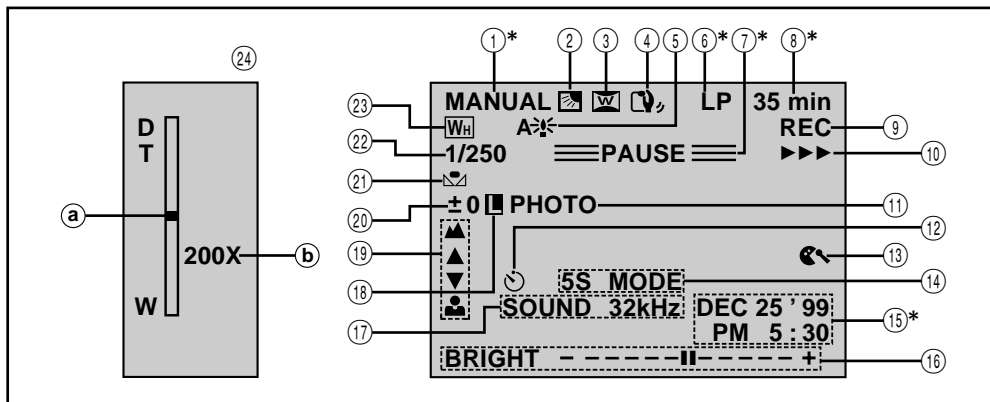 ① * ② ③ ④ ⑤ ⑥ * ⑦ * ⑧ *
㉔
D
T
ⓐ
200X ⓑ
W
MANUAL W LP 35 min
㉓ WH A REC ⑨
㉒ 1/250 PAUSE ⑩
㉑
⑳ ±0 L PHOTO ⑪
⑫
⑲ ⑬
⑱ 5S MODE ⑭
⑰ SOUND 32kHz DEC 25 ’ 99
PM 5 : 30 ⑮ *
BRIGHT – – – – – – – – – – – – + ⑯